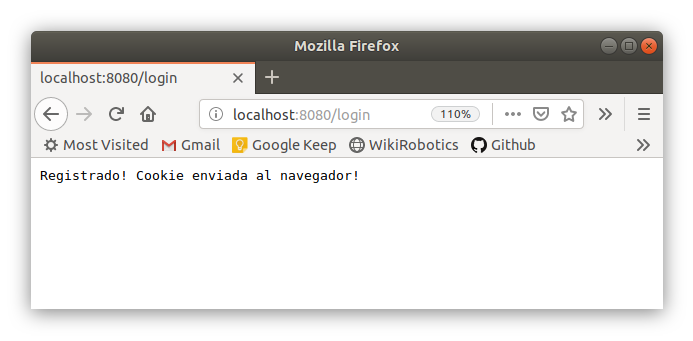 Mozilla Firefox
localhost:8080/login
localhost:8080/login 110%
Most Visited Gmail Google Keep WikiRobotics Github
Registrado! Cookie enviada al navegador!